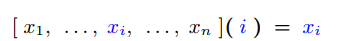 [ x₁, …, xᵢ, …, xₙ ]( i ) = xᵢ